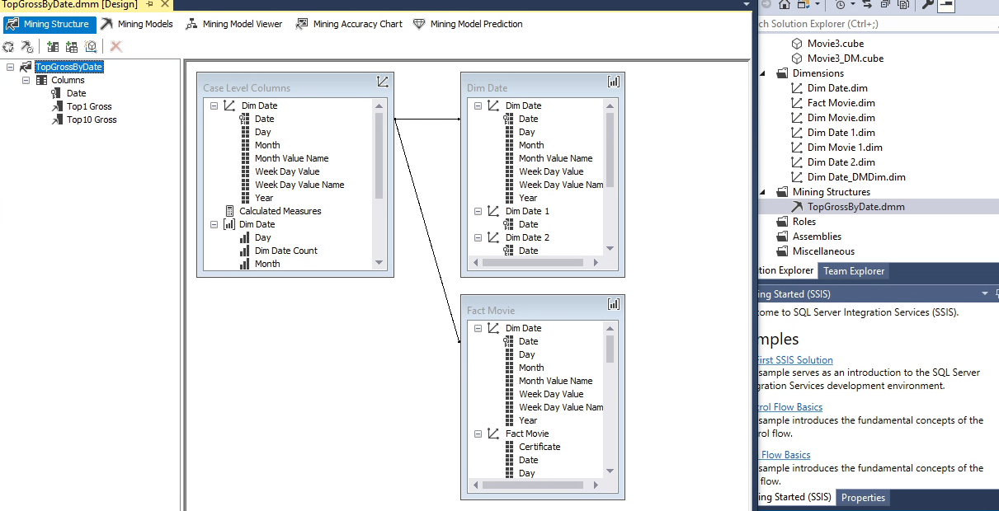 TopGrossByDate.dmm [Design]
Mining Structure
Mining Models
Mining Model Viewer
Mining Accuracy Chart
Mining Model Prediction
TopGrossByDate
Columns
Date
Top1 Gross
Top10 Gross
Case Level Columns
Dim Date
Date
Day
Month
Month Value Name
Week Day Value
Week Day Value Name
Year
Calculated Measures
Dim Date
Day
Dim Date Count
Month
Dim Date
Dim Date
Date
Day
Month
Month Value Name
Week Day Value
Week Day Value Nam
Year
Dim Date 1
Date
Dim Date 2
Date
Fact Movie
Dim Date
Date
Day
Month
Month Value Name
Week Day Value
Week Day Value Nam
Year
Fact Movie
Certificate
Date
Day
ch Solution Explorer (Ctrl+;)
Movie3.cube
Movie3_DM.cube
Dimensions
Dim Date.dim
Fact Movie.dim
Dim Movie.dim
Dim Date 1.dim
Dim Movie 1.dim
Dim Date 2.dim
Dim Date_DMDim.dim
Mining Structures
TopGrossByDate.dmm
Roles
Assemblies
Miscellaneous
tion Explorer
Team Explorer
ing Started (SSIS)
come to SQL Server Integration Services (SSIS).
mples
First SSIS Solution
sample serves as an introduction to the SQL Server
gration Services development environment.
trol Flow Basics
sample introduces the fundamental concepts of the
rol flow.
Flow Basics
sample introduces the fundamental concepts of the
flow.
ing Started (SSIS)
Properties